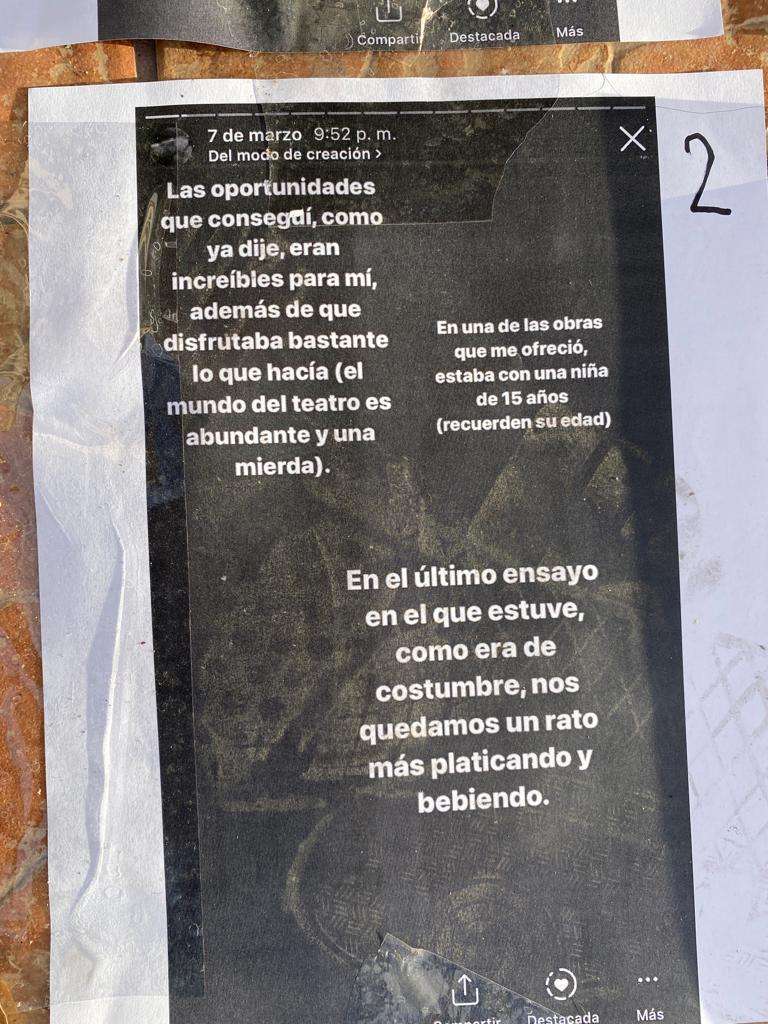 Compartir
Destacada
Más
7 de marzo 9:52 p. m.
Del modo de creación >
2
Las oportunidades
que conseguí, como
ya dije, eran
increíbles para mí,
además de que
disfrutaba bastante
lo que hacía (el
mundo del teatro es
abundante y una
mierda).
En una de las obras
que me ofreció,
estaba con una niña
de 15 años
(recuerden su edad)
En el último ensayo
en el que estuve,
como era de
costumbre, nos
quedamos un rato
más platicando y
bebiendo.
Compartir
Destacada
Más